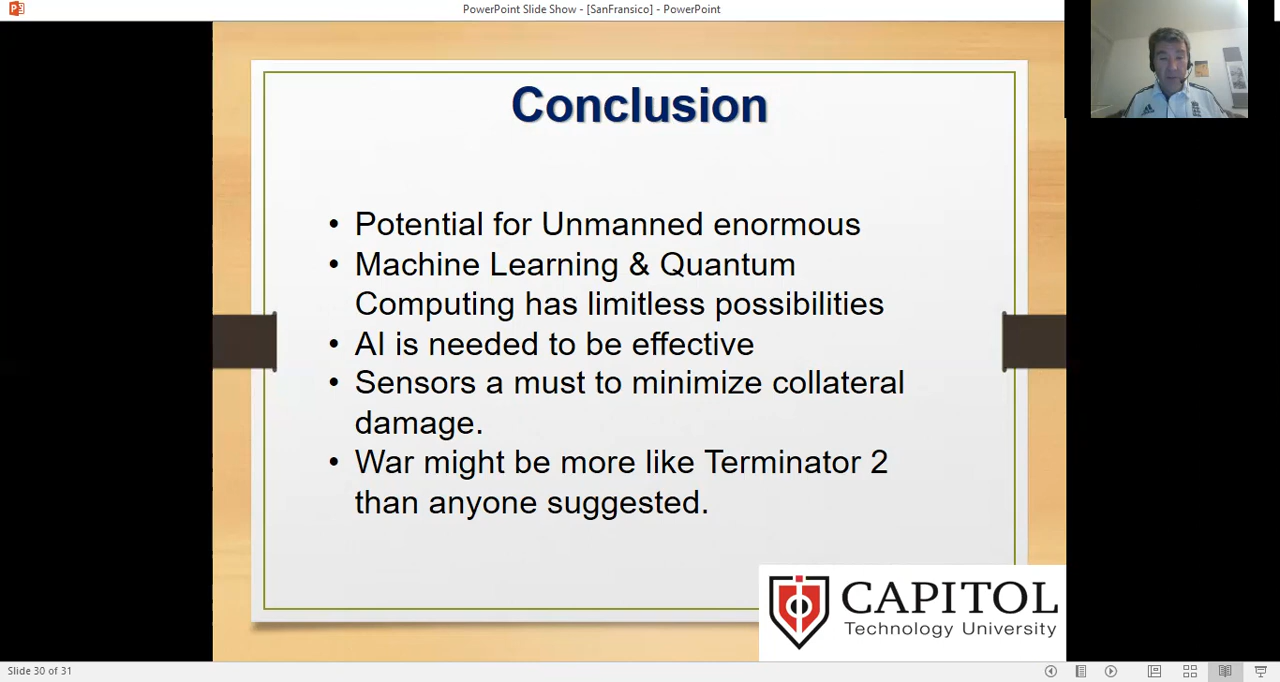 PowerPoint Slide Show - [SanFransico] - PowerPoint
Conclusion
• Potential for Unmanned enormous
• Machine Learning & Quantum
Computing has limitless possibilities
• AI is needed to be effective
• Sensors a must to minimize collateral
damage.
• War might be more like Terminator 2
than anyone suggested.
CAPITOL
Technology University
Slide 30 of 31